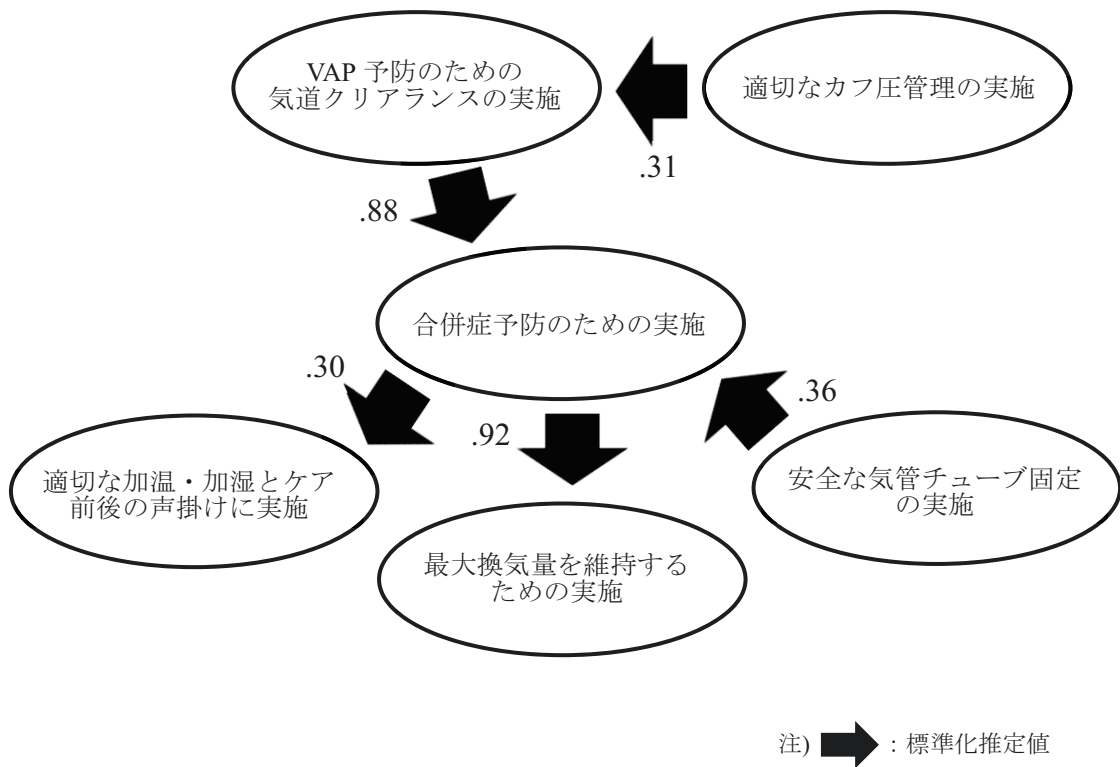 VAP 予防のための
気道クリアランスの実施
適切なカフ圧管理の実施
.31
.88
合併症予防のための実施
.30
.92
.36
適切な加温・加湿とケア
前後の声掛けに実施
最大換気量を維持する
ための実施
安全な気管チューブ固定
の実施
注) : 標準化推定値